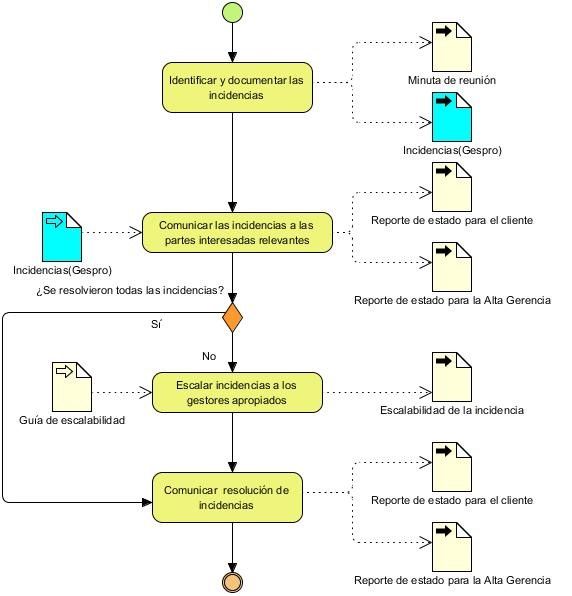 Identificar y documentar las
incidencias
Minuta de reunión
Incidencias(Gespro)
Comunicar las incidencias a las
partes interesadas relevantes
Reporte de estado para el cliente
Incidencias(Gespro)
Reporte de estado para la Alta Gerencia
¿Se resolvieron todas las incidencias?
Sí
No
Escalar incidencias a los
gestores apropiados
Guía de escalabilidad
Escalabilidad de la incidencia
Comunicar resolución de
incidencias
Reporte de estado para el cliente
Reporte de estado para la Alta Gerencia